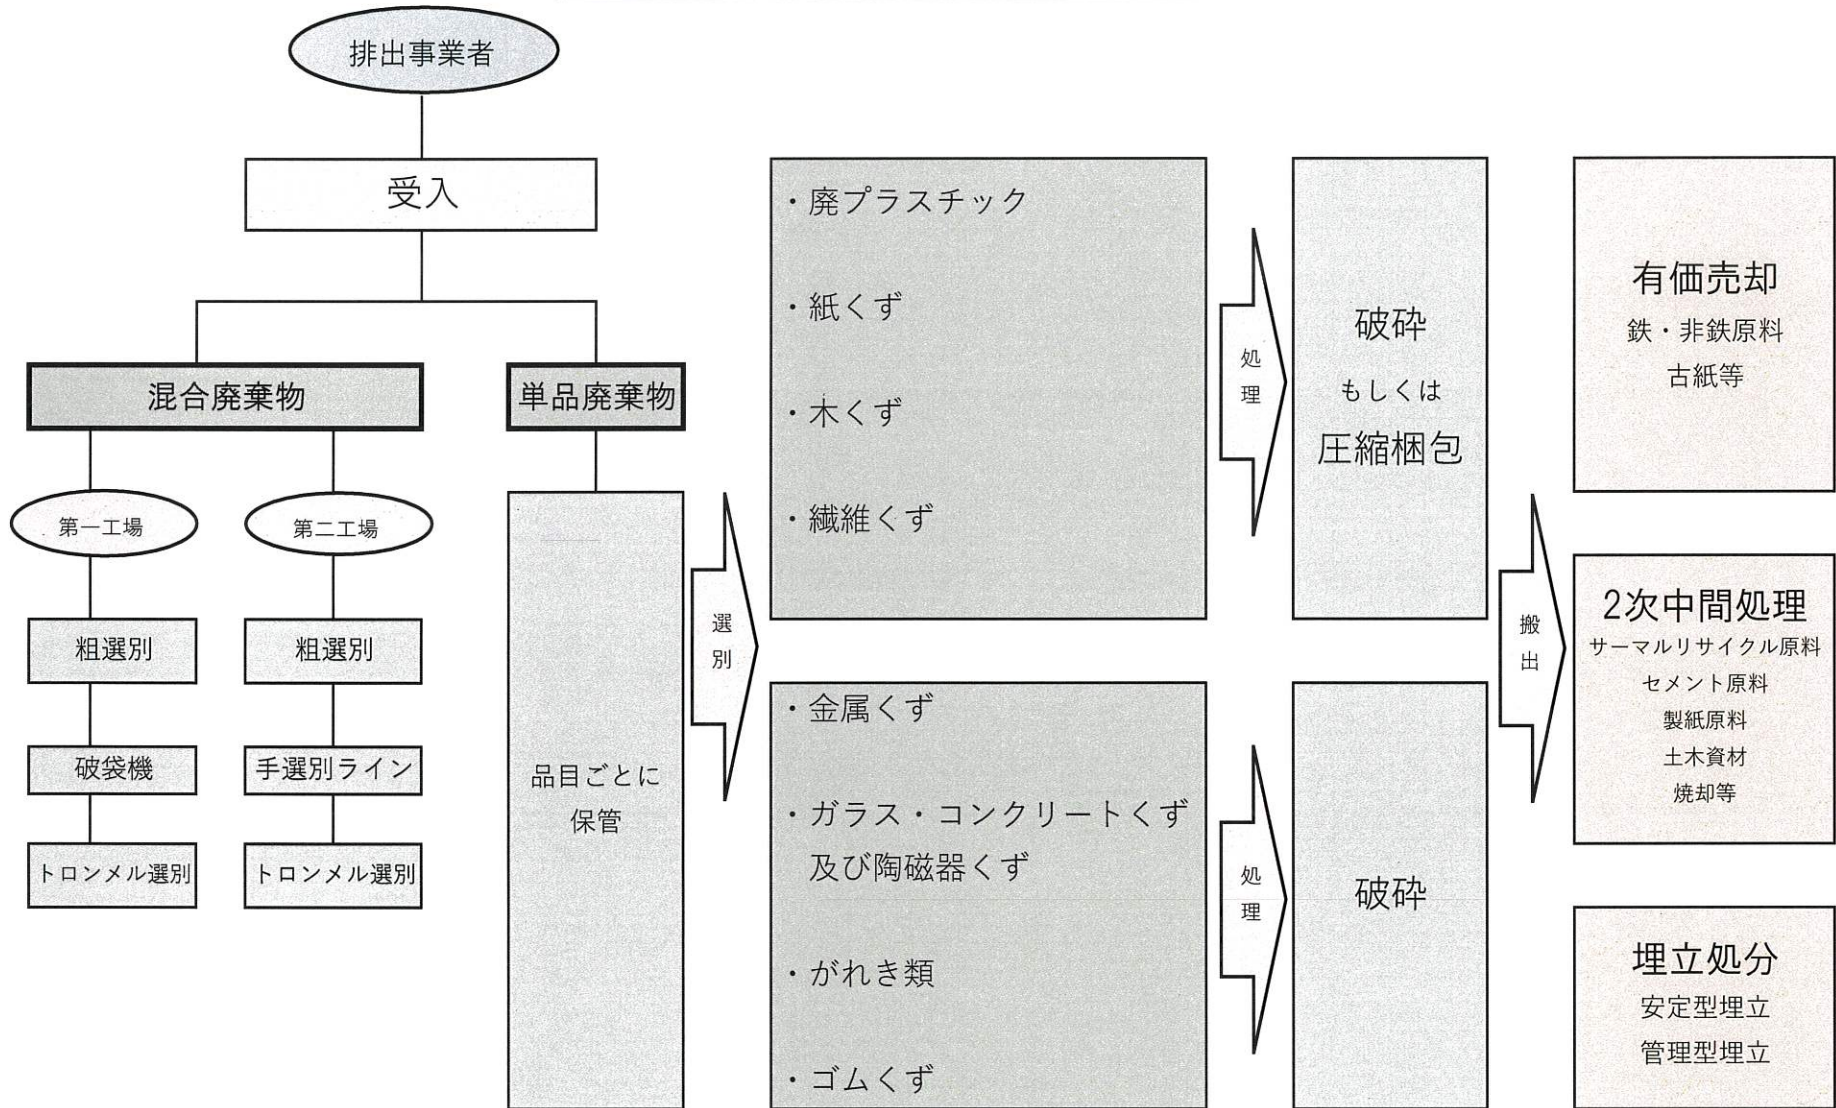 排出事業者
受入
混合廃棄物
単品廃棄物
第一工場
第二工場
粗選別
粗選別
破袋機
手選別ライン
トロンメル選別
トロンメル選別
品目ごとに
保管
選
別
・廃プラスチック
・紙くず
・木くず
・繊維くず
・金属くず
・ガラス・コンクリートくず
及び陶磁器くず
・がれき類
・ゴムくず
処
理
処
理
破砕
もしくは
圧縮梱包
破砕
搬
出
有価売却
鉄・非鉄原料
古紙等
2次中間処理
サーマルリサイクル原料
セメント原料
製紙原料
土木資材
焼却等
埋立処分
安定型埋立
管理型埋立